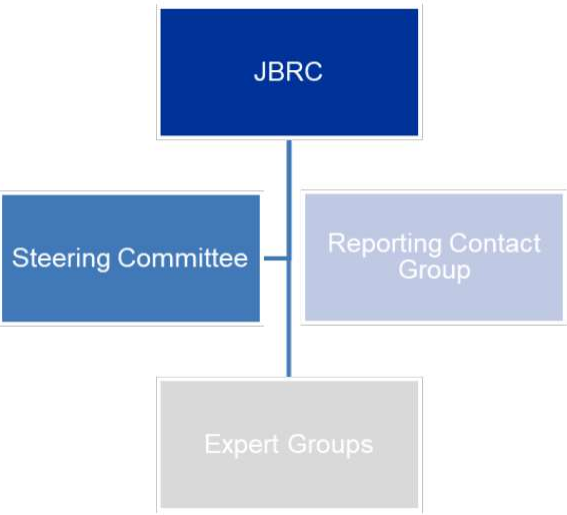 JBRC
Steering Committee
Reporting Contact
Group
Expert Groups